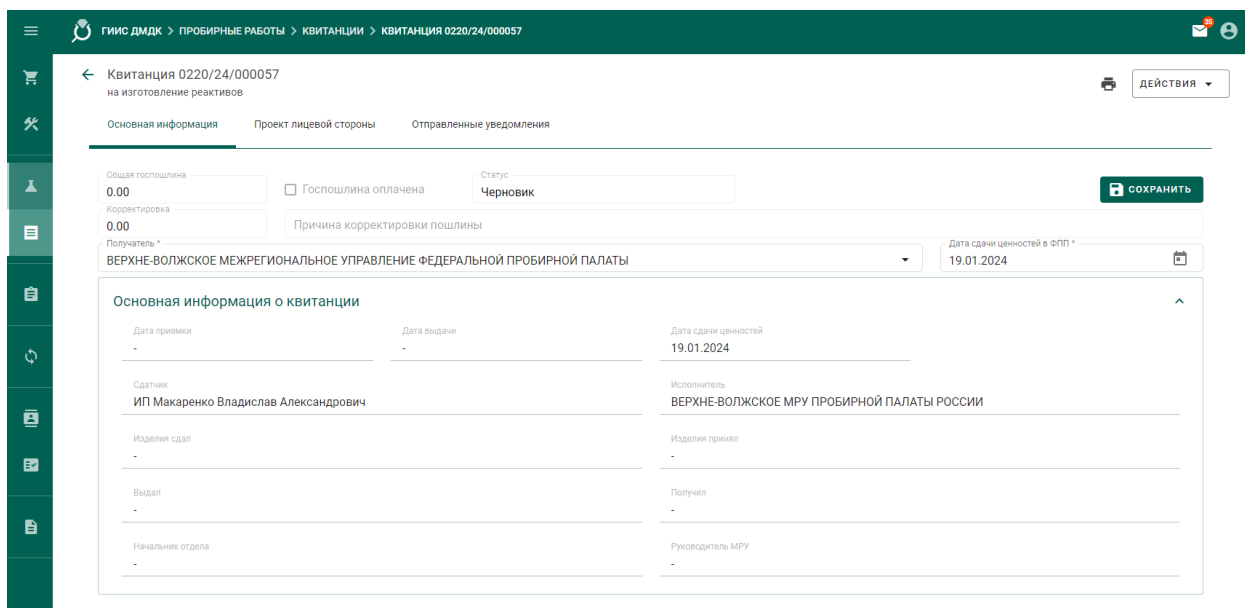 ГИИС ДМДК > ПРОБИРНЫЕ РАБОТЫ > КВИТАНЦИИ > КВИТАНЦИЯ 0220/24/000057
35
Квитанция 0220/24/000057
на изготовление реактивов
ДЕЙСТВИЯ
Основная информация Проект лицевой стороны Отправленные уведомления
Общая госпошлина Статус
0.00 Госпошлина оплачена Черновик СОХРАНИТЬ
Корректировка
0.00 Причина корректировки пошлины
Получатель * Дата сдачи ценностей в ФПП *
ВЕРХНЕ-ВОЛЖСКОЕ МЕЖРЕГИОНАЛЬНОЕ УПРАВЛЕНИЕ ФЕДЕРАЛЬНОЙ ПРОБИРНОЙ ПАЛАТЫ 19.01.2024
Основная информация о квитанции
Дата приемки Дата выдачи Дата сдачи ценностей
- - 19.01.2024
Сдатчик Исполнитель
ИП Макаренко Владислав Александрович ВЕРХНЕ-ВОЛЖСКОЕ МРУ ПРОБИРНОЙ ПАЛАТЫ РОССИИ
Изделия сдал Изделия принял
- -
Выдал Получил
- -
Начальник отдела Руководитель МРУ
- -